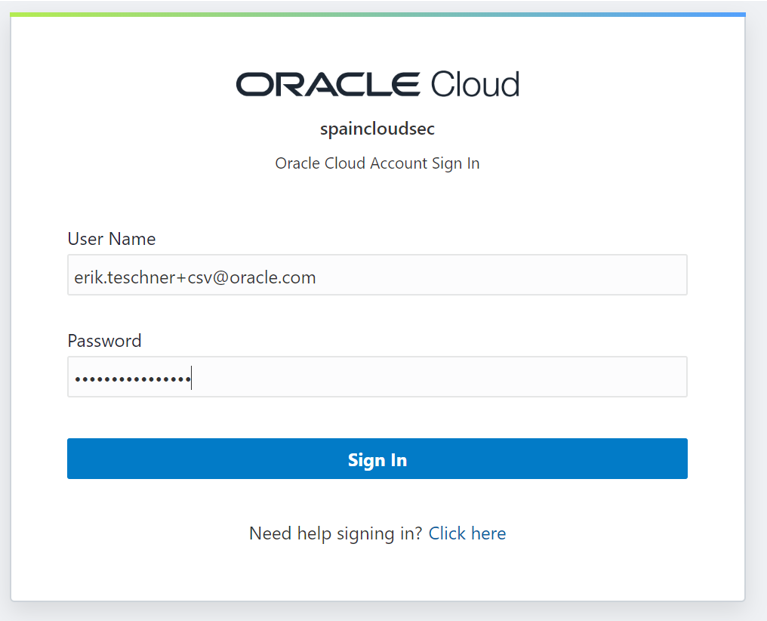 ORACLE Cloud
spaincloudsec
Oracle Cloud Account Sign In
User Name
erik.teschner+csv@oracle.com
Password
••••••••••••••••
Sign In
Need help signing in? Click here